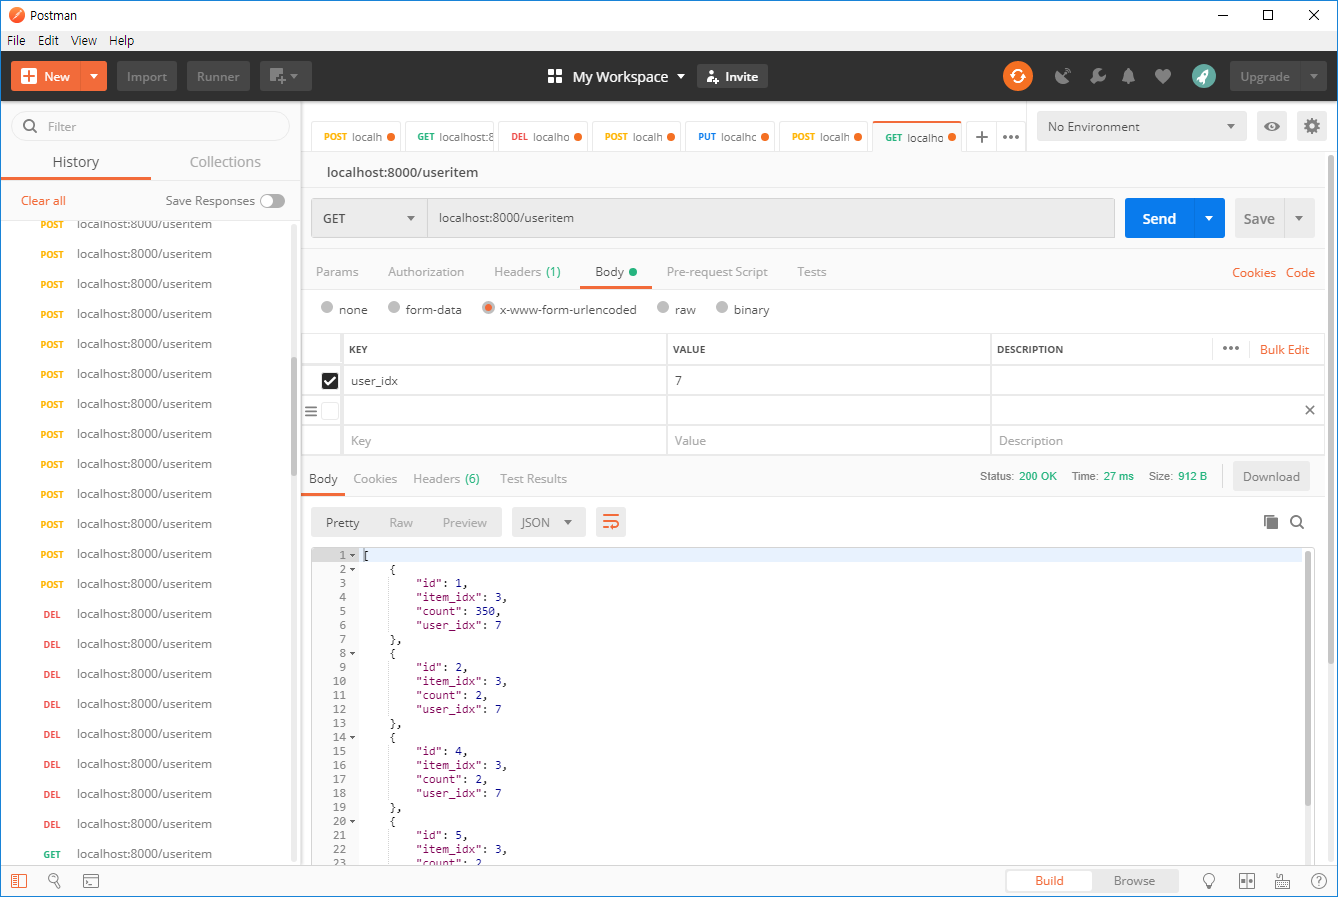 Postman
File Edit View Help
New Import Runner My Workspace Invite Upgrade
Filter
History Collections
Clear all Save Responses
POST localhost:8000/useritem
POST localhost:8000/useritem
POST localhost:8000/useritem
POST localhost:8000/useritem
POST localhost:8000/useritem
POST localhost:8000/useritem
POST localhost:8000/useritem
POST localhost:8000/useritem
POST localhost:8000/useritem
POST localhost:8000/useritem
POST localhost:8000/useritem
POST localhost:8000/useritem
POST localhost:8000/useritem
DEL localhost:8000/useritem
DEL localhost:8000/useritem
DEL localhost:8000/useritem
DEL localhost:8000/useritem
DEL localhost:8000/useritem
DEL localhost:8000/useritem
DEL localhost:8000/useritem
DEL localhost:8000/useritem
GET localhost:8000/useritem
POST localh GET localhost:8 DEL localho POST localh PUT localhc POST localh GET localhc + ••• No Environment
localhost:8000/useritem
GET localhost:8000/useritem Send Save
Params Authorization Headers (1) Body Pre-request Script Tests Cookies Code
none form-data x-www-form-urlencoded raw binary
KEY VALUE DESCRIPTION ••• Bulk Edit
user_idx 7
Key Value Description
Body Cookies Headers (6) Test Results Status: 200 OK Time: 27 ms Size: 912 B Download
Pretty Raw Preview JSON
1 [
2 {
3 "id": 1,
4 "item_idx": 3,
5 "count": 350,
6 "user_idx": 7
7 },
8 {
9 "id": 2,
10 "item_idx": 3,
11 "count": 2,
12 "user_idx": 7
13 },
14 {
15 "id": 4,
16 "item_idx": 3,
17 "count": 2,
18 "user_idx": 7
19 },
20 {
21 "id": 5,
22 "item_idx": 3,
23 "count": 2
Build Browse